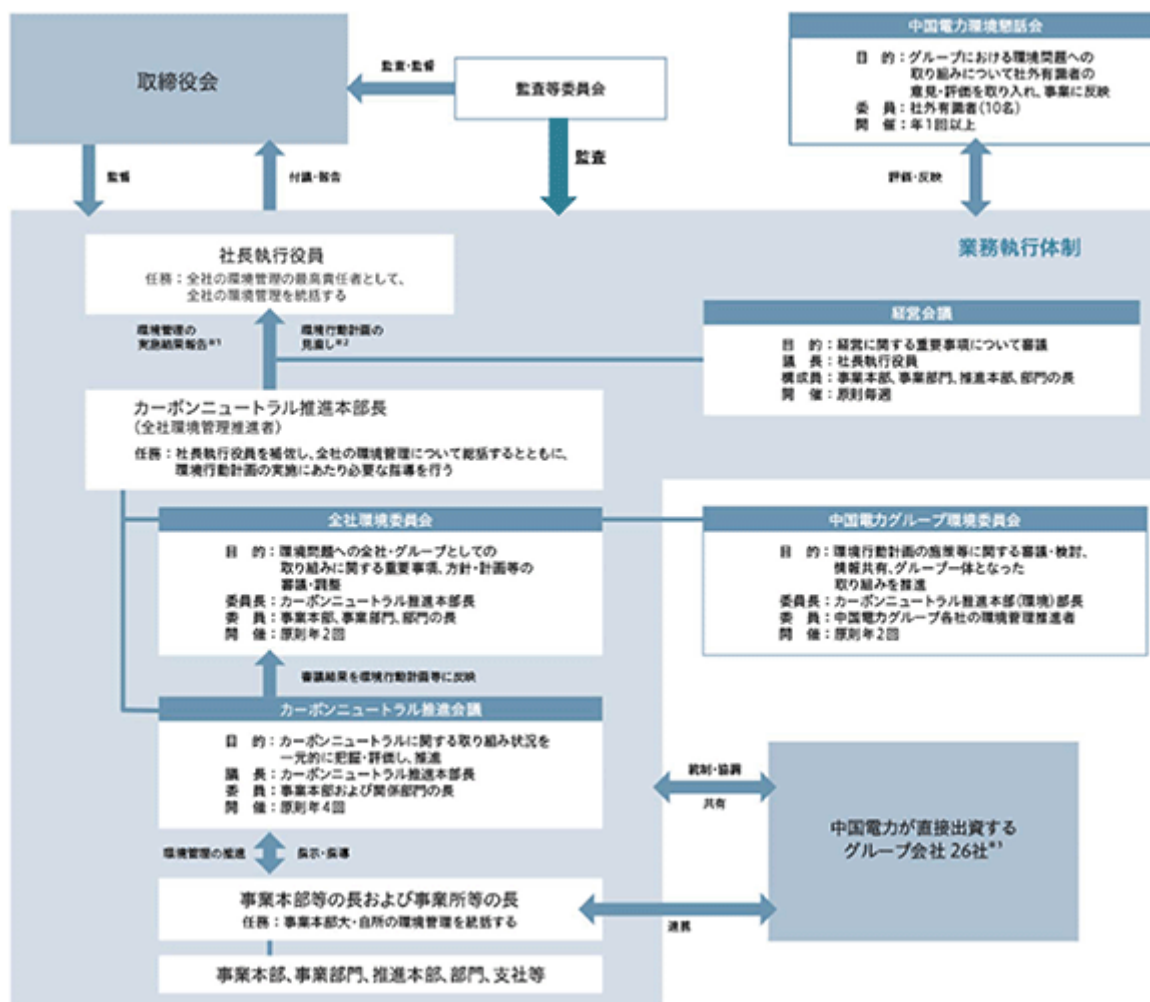 取締役会
監査・監督
監査等委員会
中国電力環境懇話会
目　的：グループにおける環境問題への
取り組みについて社外有識者の
意見・評価を取り入れ、事業に反映
委　員：社外有識者（10名）
開　催：年1回以上
監督
付議・報告
監査
評価・反映
業務執行体制
社長執行役員
任務：全社の環境管理の最高責任者として、
全社の環境管理を統括する
環境管理の
実施結果報告※1
環境行動計画の
見直し※2
経営会議
目　的：経営に関する重要事項について審議
議　長：社長執行役員
構成員：事業本部、事業部門、推進本部、部門の長
開　催：原則毎週
カーボンニュートラル推進本部長
（全社環境管理推進者）
任務：社長執行役員を補佐し、全社の環境管理について総括するとともに、
環境行動計画の実施にあたり必要な指導を行う
全社環境委員会
目　的：環境問題への全社・グループとしての
取り組みに関する重要事項、方針・計画等の
審議・調整
委員長：カーボンニュートラル推進本部長
委　員：事業本部、事業部門、部門の長
開　催：原則年2回
中国電力グループ環境委員会
目　的：環境行動計画の施策等に関する審議・検討、
情報共有、グループ一体となった
取り組みを推進
委員長：カーボンニュートラル推進本部（環境）部長
委　員：中国電力グループ各社の環境管理推進者
開　催：原則年2回
審議結果を環境行動計画等に反映
カーボンニュートラル推進会議
目　的：カーボンニュートラルに関する取り組み状況を
一元的に把握・評価し、推進
議　長：カーボンニュートラル推進本部長
委　員：事業本部および関係部門の長
開　催：原則年4回
統制・協調
共有
中国電力が直接出資する
グループ会社 26社※3
環境管理の推進
指示・指導
事業本部等の長および事業所等の長
任務：事業本部大・自所の環境管理を統括する
連携
事業本部、事業部門、推進本部、部門、支社等